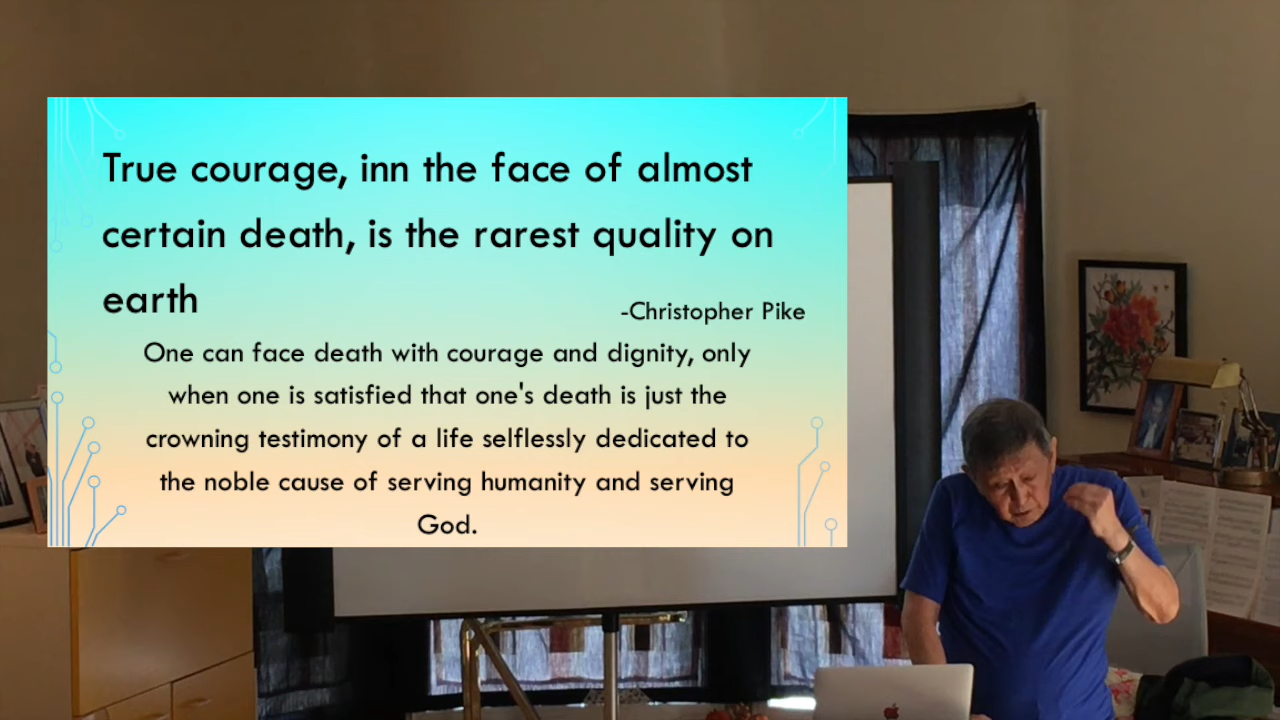 True courage, inn the face of almost
certain death, is the rarest quality on
earth
-Christopher Pike
One can face death with courage and dignity, only
when one is satisfied that one's death is just the
crowning testimony of a life selflessly dedicated to
the noble cause of serving humanity and serving
God.